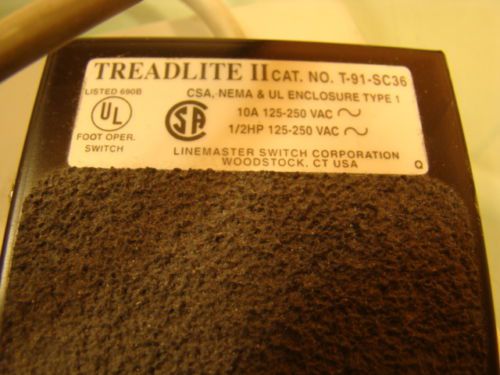 TREADLITE II CAT. NO. T-91-SC36
LISTED 690B
CSA, NEMA & UL ENCLOSURE TYPE 1
UL
SA
10A 125-250 VAC ~
1/2HP 125-250 VAC ~
FOOT OPER.
SWITCH
LINEMASTER SWITCH CORPORATION
WOODSTOCK, CT USA
Q